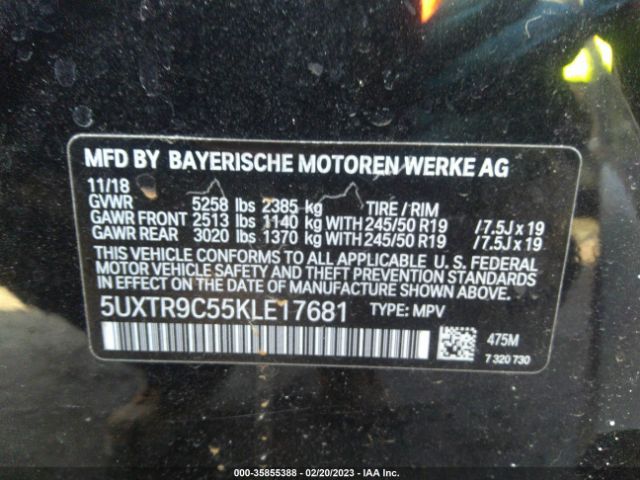 MFD BY BAYERISCHE MOTOREN WERKE AG
11/18
GVWR 5258 lbs 2385 kg TIRE / RIM
GAWR FRONT 2513 lbs 1140 kg WITH 245/50 R19 /7.5J x 19
GAWR REAR 3020 lbs 1370 kg WITH 245/50 R19 /7.5J x 19
THIS VEHICLE CONFORMS TO ALL APPLICABLE U. S. FEDERAL
MOTOR VEHICLE SAFETY AND THEFT PREVENTION STANDARDS
IN EFFECT ON THE DATE OF MANUFACTURE SHOWN ABOVE.
5UXTR9C55KLE17681 TYPE: MPV
475M
7 320 730
000-35855388 - 02/20/2023 - IAA Inc.